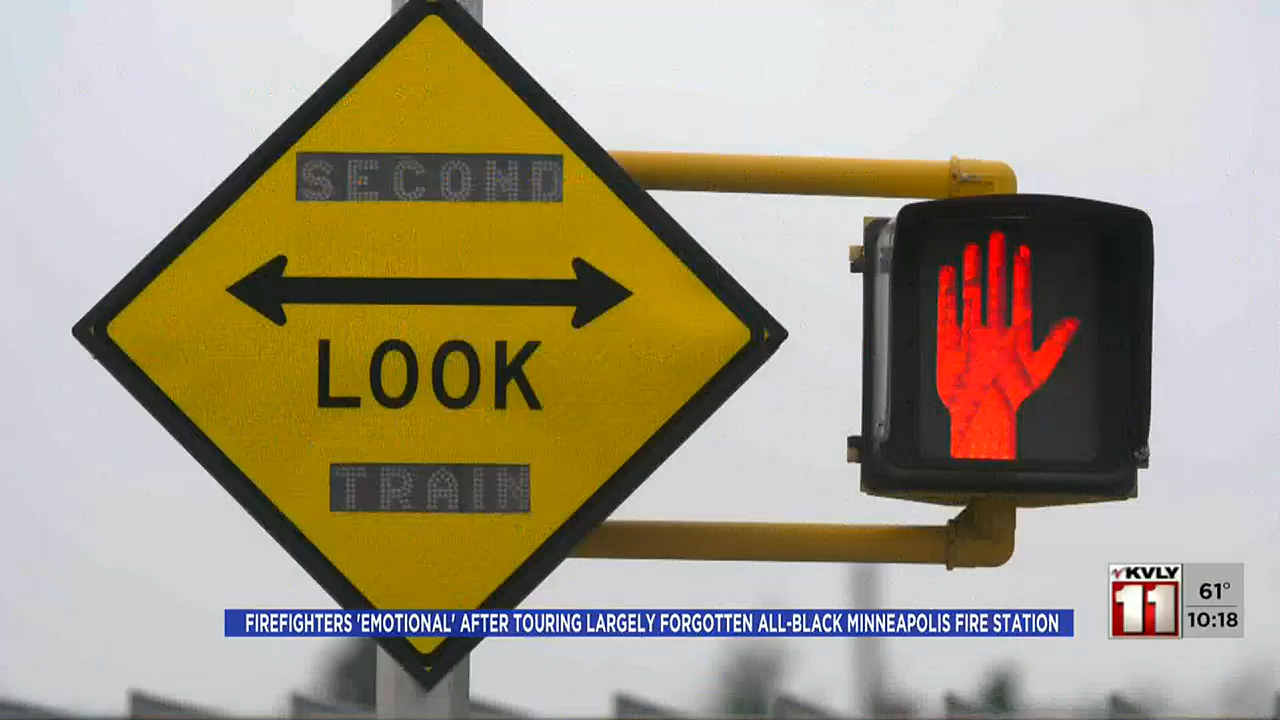 SECOND
LOOK
TRAIN
FIREFIGHTERS 'EMOTIONAL' AFTER TOURING LARGELY FORGOTTEN ALL-BLACK MINNEAPOLIS FIRE STATION
KVLY
11
61°
10:18